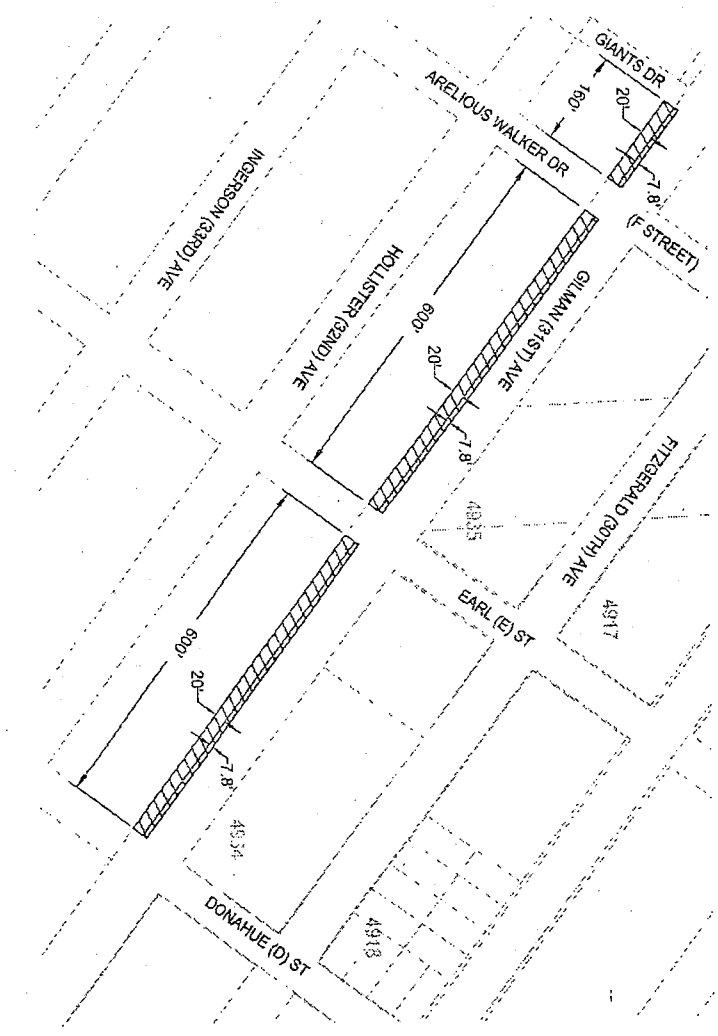 GIANTS DR
160'
20'
7.8'
ARELIOUS WALKER DR
(F STREET)
INGERSON (33RD) AVE
HOLLISTER (32ND) AVE
600'
GILMAN (31ST) AVE
20'
7.8'
FITZGERALD (30TH) AVE
4935
4917
EARL (E) ST
600'
20'
7.8'
4934
4918
DONAHUE (D) ST